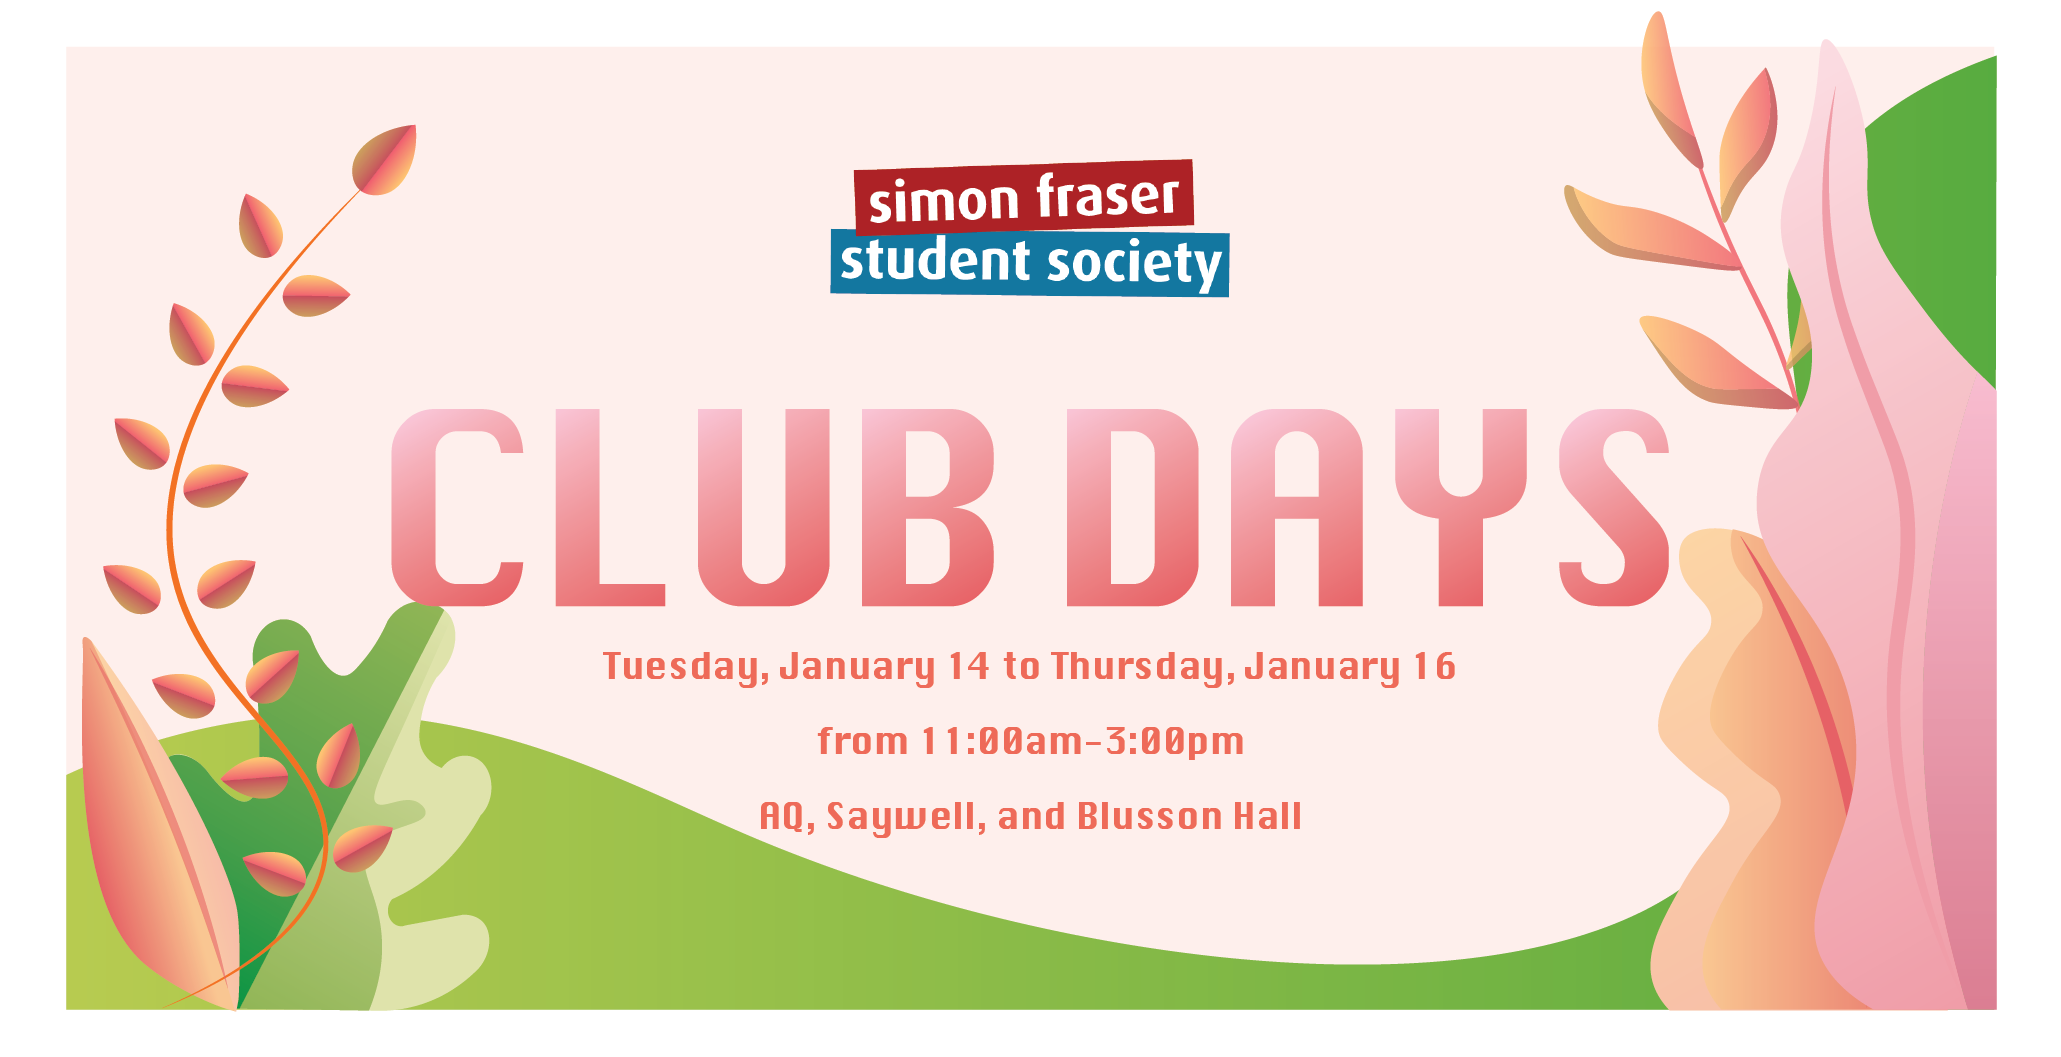 simon fraser
student society
CLUB DAYS
Tuesday, January 14 to Thursday, January 16
from 11:00am-3:00pm
AQ, Saywell, and Blusson Hall